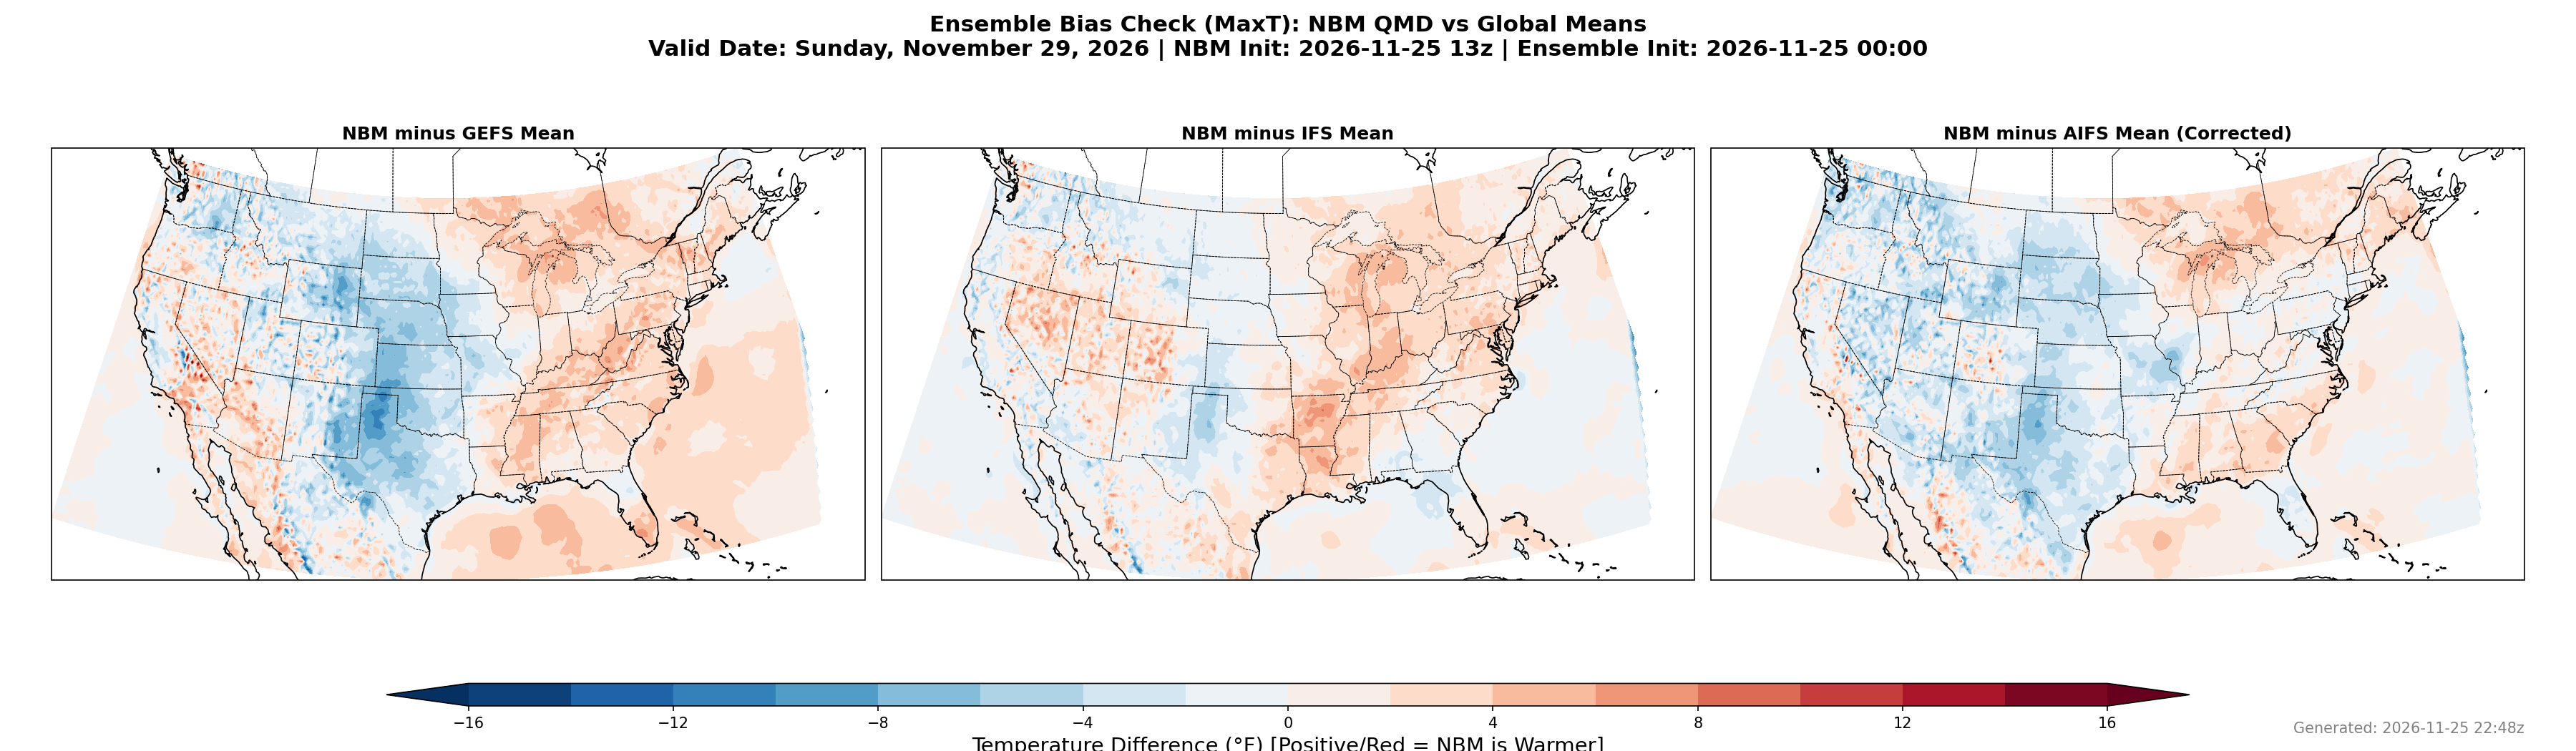 Ensemble Bias Check (MaxT): NBM QMD vs Global Means
Valid Date: Sunday, November 29, 2026 | NBM Init: 2026-11-25 13z | Ensemble Init: 2026-11-25 00:00
NBM minus GEFS Mean
NBM minus IFS Mean
NBM minus AIFS Mean (Corrected)
−16 −12 −8 −4 0 4 8 12 16
Generated: 2026-11-25 22:48z
Temperature Difference (°F) [Positive/Red = NBM is Warmer]